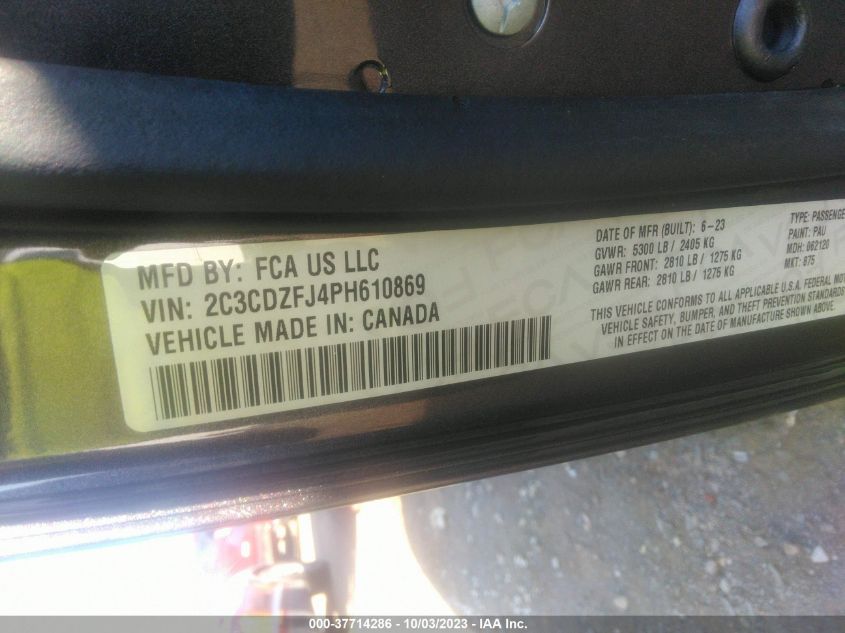 MFD BY: FCA US LLC
VIN: 2C3CDZFJ4PH610869
VEHICLE MADE IN: CANADA
DATE OF MFR (BUILT): 6-23
GVWR: 5300 LB / 2405 KG
GAWR FRONT: 2810 LB / 1275 KG
GAWR REAR: 2810 LB / 1275 KG
TYPE: PASSENGE
PAINT: PAU
MDH: 062120
MKT: 875
THIS VEHICLE CONFORMS TO ALL APPLICABLE U.S.A. FEDERAL MOTOR
VEHICLE SAFETY, BUMPER, AND THEFT PREVENTION STANDARDS
IN EFFECT ON THE DATE OF MANUFACTURE SHOWN ABOVE.
000-37714286 - 10/03/2023 - IAA Inc.